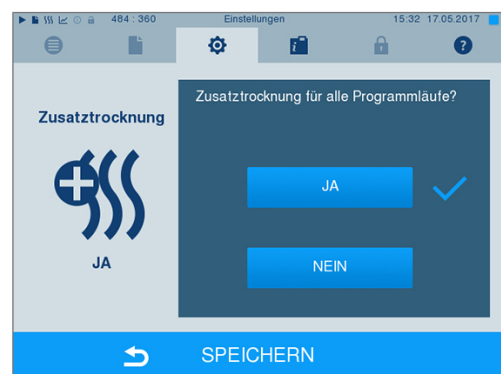 484 : 360 Einstellungen 15:32 17.05.2017
Zusatztrocknung für alle Programmläufe?
Zusatztrocknung
JA
JA
NEIN
SPEICHERN